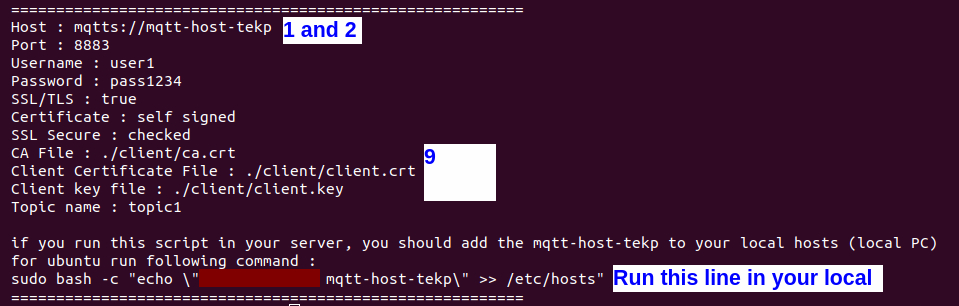 =========================================================
Host : mqtts://mqtt-host-tekp 1 and 2
Port : 8883
Username : user1
Password : pass1234
SSL/TLS : true
Certificate : self signed
SSL Secure : checked
CA File : ./client/ca.crt 9
Client Certificate File : ./client/client.crt
Client key file : ./client/client.key
Topic name : topic1
if you run this script in your server, you should add the mqtt-host-tekp to your local hosts (local PC)
for ubuntu run following command :
sudo bash -c "echo \" mqtt-host-tekp\" >> /etc/hosts" Run this line in your local
=========================================================